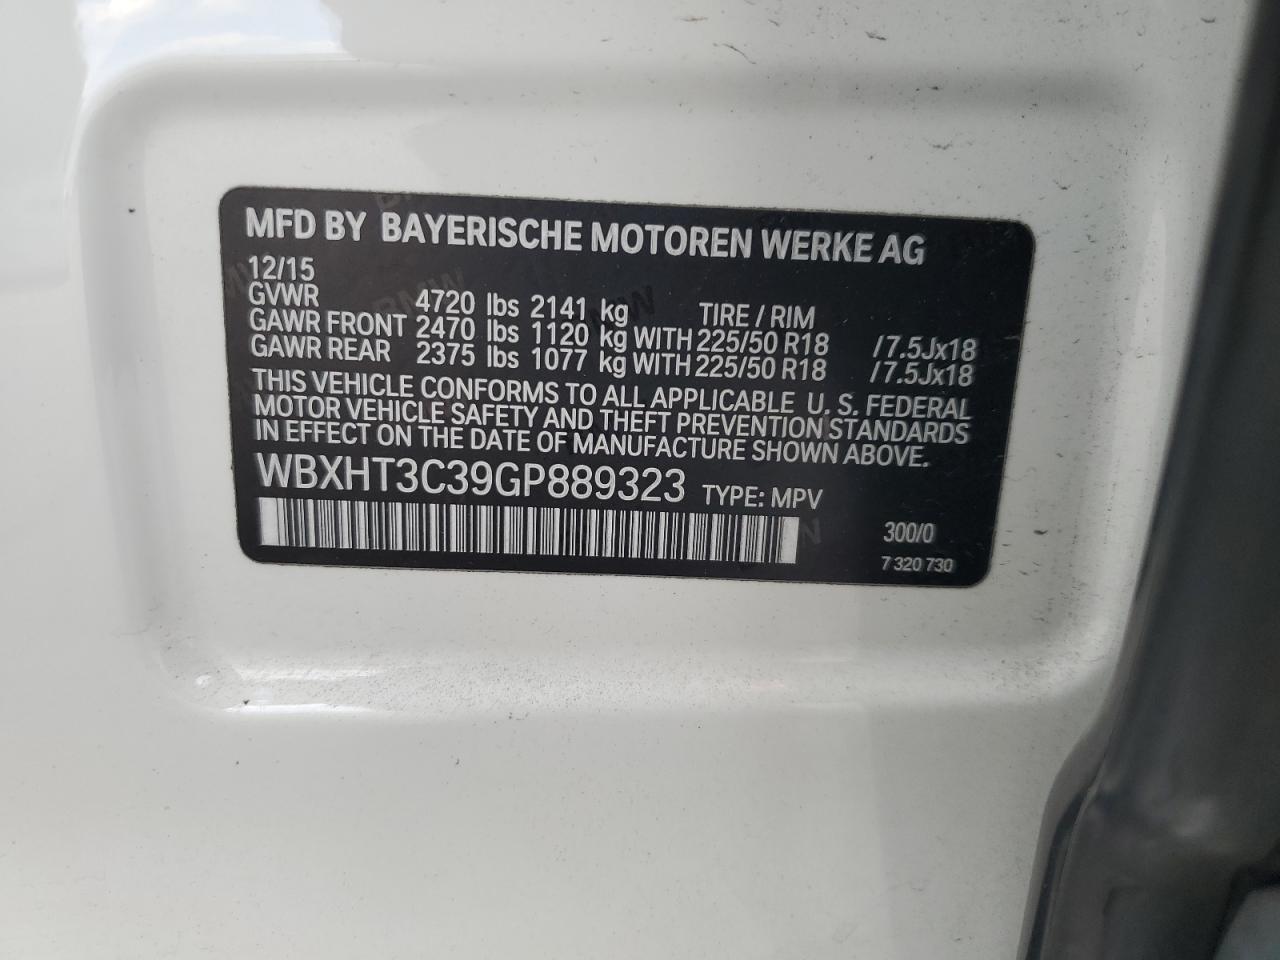 MFD BY BAYERISCHE MOTOREN WERKE AG
12/15
GVWR 4720 lbs 2141 kg TIRE / RIM
GAWR FRONT 2470 lbs 1120 kg WITH 225/50 R18 /7.5Jx18
GAWR REAR 2375 lbs 1077 kg WITH 225/50 R18 /7.5Jx18
THIS VEHICLE CONFORMS TO ALL APPLICABLE U. S. FEDERAL
MOTOR VEHICLE SAFETY AND THEFT PREVENTION STANDARDS
IN EFFECT ON THE DATE OF MANUFACTURE SHOWN ABOVE.
WBXHT3C39GP889323 TYPE: MPV
300/0
7 320 730